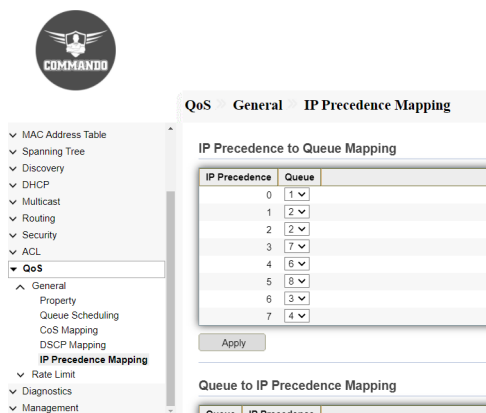 COMMANDO
QoS » General » IP Precedence Mapping
MAC Address Table
Spanning Tree
Discovery
DHCP
Multicast
Routing
Security
ACL
QoS
General
Property
Queue Scheduling
CoS Mapping
DSCP Mapping
IP Precedence Mapping
Rate Limit
Diagnostics
Management
IP Precedence to Queue Mapping
IP Precedence Queue
0 1
1 2
2 2
3 7
4 6
5 8
6 3
7 4
Apply
Queue to IP Precedence Mapping
Queue IP Precedence